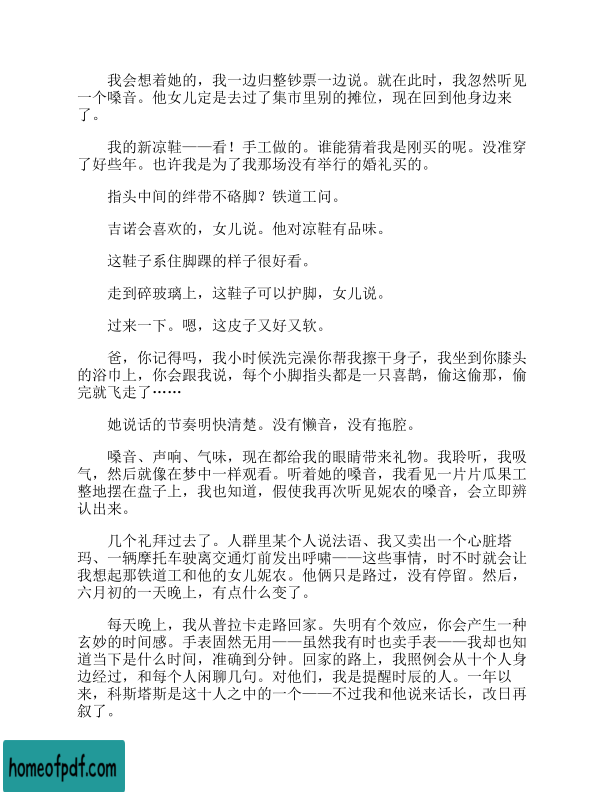 我会想着她的，我一边归整钞票一边说。就在此时，我忽然听见
一个嗓音。他女儿定是去过了集市里别的摊位，现在回到他身边来
了。
我的新凉鞋——看！手工做的。谁能猜着我是刚买的呢。没准穿
了好些年。也许我是为了我那场没有举行的婚礼买的。
指头中间的绊带不硌脚？铁道工问。
吉诺会喜欢的，女儿说。他对凉鞋有品味。
这鞋子系住脚踝的样子很好看。
走到碎玻璃上，这鞋子可以护脚，女儿说。
过来一下。嗯，这皮子又好又软。
爸，你记得吗，我小时候洗完澡你帮我擦干身子，我坐到你膝头
的浴巾上，你会跟我说，每个小脚指头都是一只喜鹊，偷这偷那，偷
完就飞走了……
她说话的节奏明快清楚。没有懒音，没有拖腔。
嗓音、声响、气味，现在都给我的眼睛带来礼物。我聆听，我吸
气，然后就像在梦中一样观看。听着她的嗓音，我看见一片片瓜果工
整地摆在盘子上，我也知道，假使我再次听见妮农的嗓音，会立即辨
认出来。
几个礼拜过去了。人群里某个人说法语、我又卖出一个心脏塔
玛、一辆摩托车驶离交通灯前发出呼啸——这些事情，时不时就会让
我想起那铁道工和他的女儿妮农。他俩只是路过，没有停留。然后，
六月初的一天晚上，有点什么变了。
每天晚上，我从普拉卡走路回家。失明有个效应，你会产生一种
玄妙的时间感。手表固然无用——虽然我有时也卖手表——我却也知
道当下是什么时间，准确到分钟。回家的路上，我照例会从十个人身
边经过，和每个人闲聊几句。对他们，我是提醒时辰的人。一年以
来，科斯塔斯是这十人之中的一个——不过我和他说来话长，改日再
叙了。
homeofpdf.com